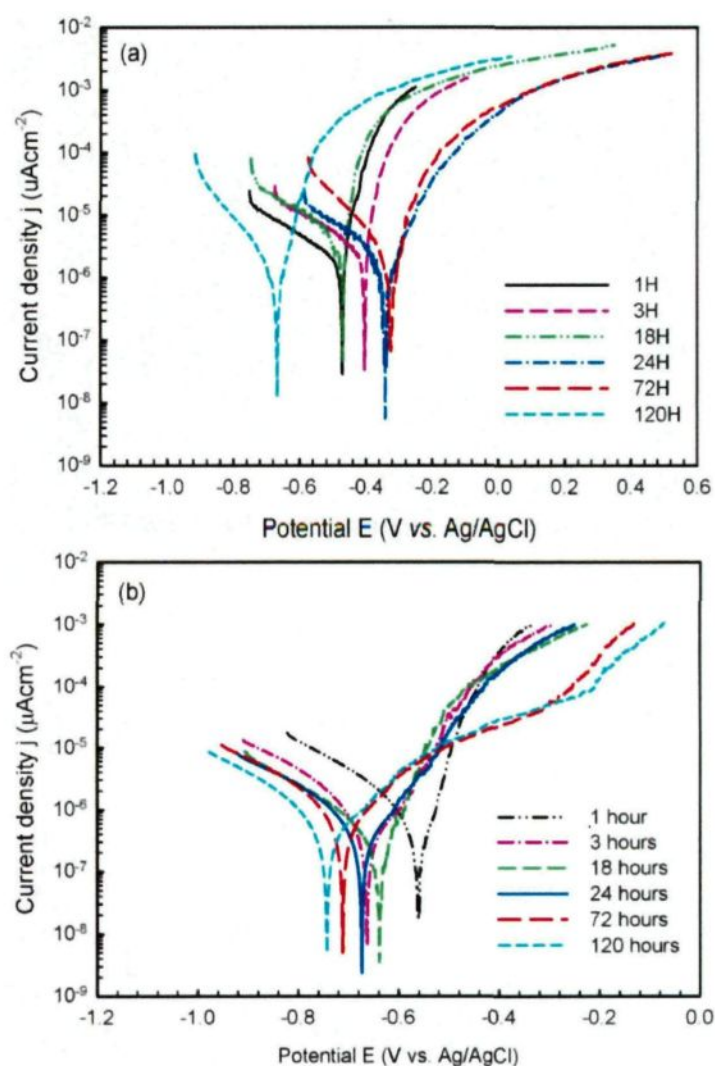 (a)
10⁻²
10⁻³
10⁻⁴
10⁻⁵
10⁻⁶
10⁻⁷
10⁻⁸
10⁻⁹
Current density j (uAcm⁻²)
1H
3H
18H
24H
72H
120H
-1.2 -1.0 -0.8 -0.6 -0.4 -0.2 0.0 0.2 0.4 0.6
Potential E (V vs. Ag/AgCl)
(b)
10⁻²
10⁻³
10⁻⁴
10⁻⁵
10⁻⁶
10⁻⁷
10⁻⁸
10⁻⁹
Current density j (μAcm⁻²)
1 hour
3 hours
18 hours
24 hours
72 hours
120 hours
-1.2 -1.0 -0.8 -0.6 -0.4 -0.2 0.0
Potential E (V vs. Ag/AgCl)